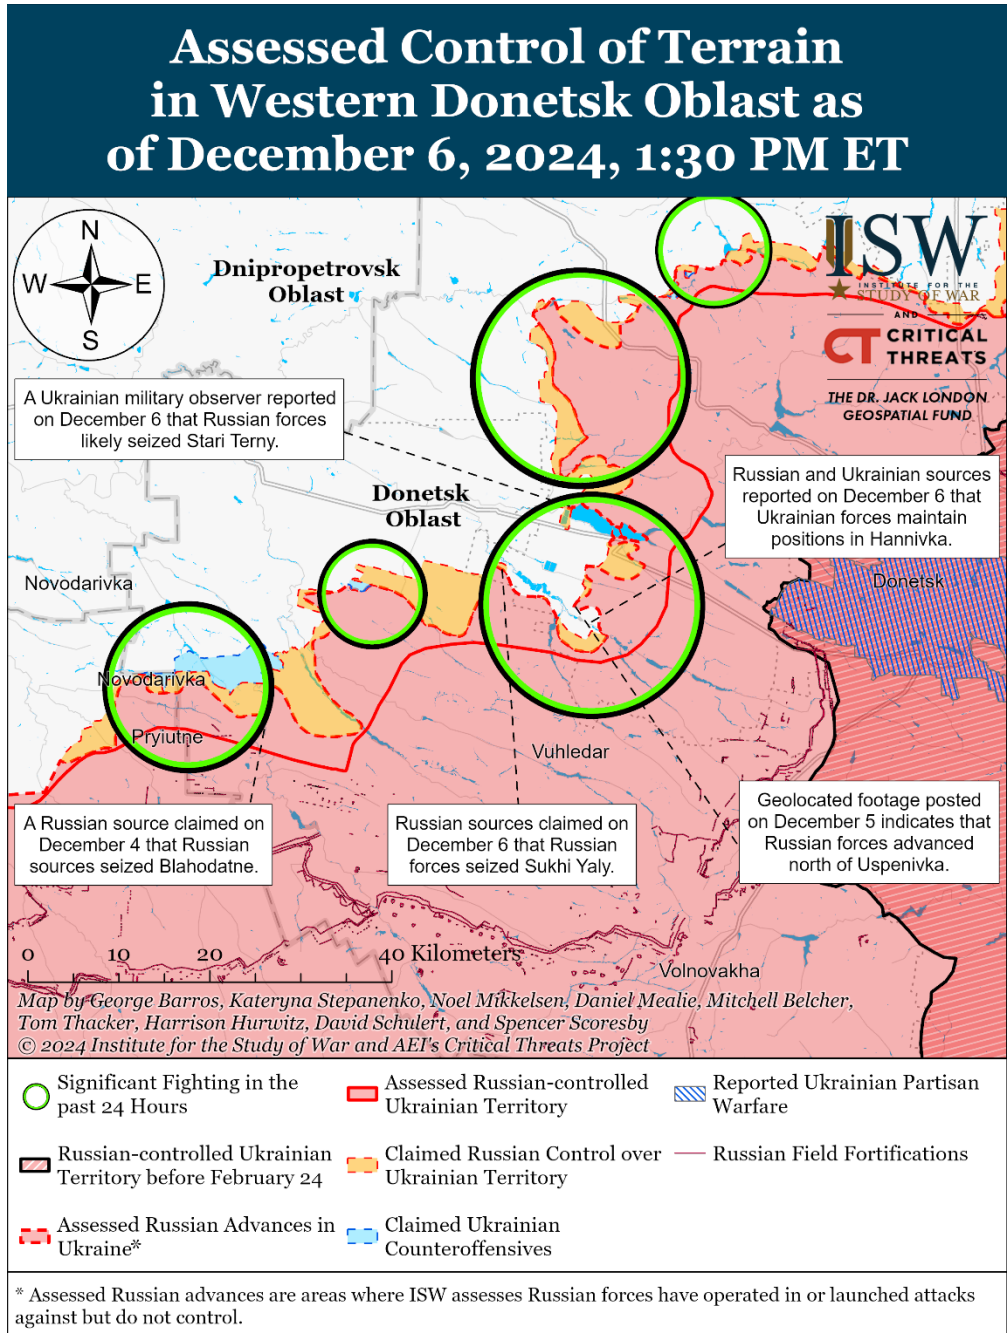 Assessed Control of Terrain
in Western Donetsk Oblast as
of December 6, 2024, 1:30 PM ET
N
W
E
S
Dnipropetrovsk
Oblast
ISW
INSTITUTE FOR THE
STUDY OF WAR
AND
CT CRITICAL
THREATS
THE DR. JACK LONDON
GEOSPATIAL FUND
A Ukrainian military observer reported
on December 6 that Russian forces
likely seized Stari Terny.
Russian and Ukrainian sources
reported on December 6 that
Ukrainian forces maintain
positions in Hannivka.
Donetsk
Oblast
Novodarivka
Donetsk
Novodarivka
Pryiutne
Vuhledar
A Russian source claimed on
December 4 that Russian
sources seized Blahodatne.
Russian sources claimed on
December 6 that Russian
forces seized Sukhi Yaly.
Geolocated footage posted
on December 5 indicates that
Russian forces advanced
north of Uspenivka.
0 10 20 40 Kilometers
Volnovakha
Map by George Barros, Kateryna Stepanenko, Noel Mikkelsen, Daniel Mealie, Mitchell Belcher,
Tom Thacker, Harrison Hurwitz, David Schulert, and Spencer Scoresby
© 2024 Institute for the Study of War and AEI's Critical Threats Project
Significant Fighting in the
past 24 Hours
Assessed Russian-controlled
Ukrainian Territory
Reported Ukrainian Partisan
Warfare
Russian-controlled Ukrainian
Territory before February 24
Claimed Russian Control over
Ukrainian Territory
Russian Field Fortifications
Assessed Russian Advances in
Ukraine*
Claimed Ukrainian
Counteroffensives
* Assessed Russian advances are areas where ISW assesses Russian forces have operated in or launched attacks
against but do not control.